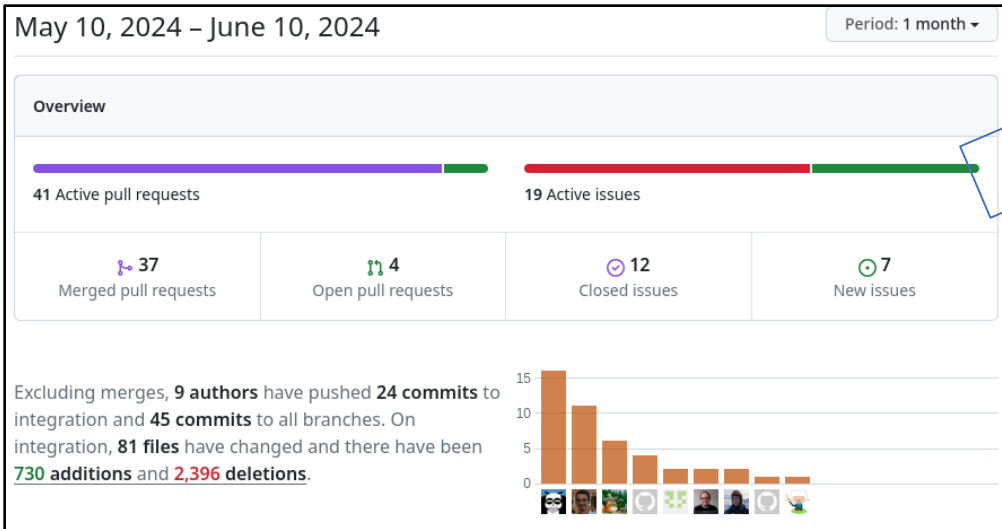 May 10, 2024 – June 10, 2024
Period: 1 month
Overview
41 Active pull requests
19 Active issues
37
Merged pull requests
4
Open pull requests
12
Closed issues
7
New issues
Excluding merges, 9 authors have pushed 24 commits to
integration and 45 commits to all branches. On
integration, 81 files have changed and there have been
730 additions and 2,396 deletions.
15
10
5
0